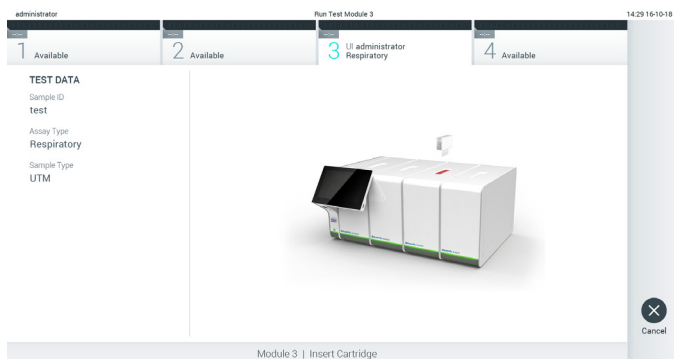 administrator
Run Test Module 3
14:29 16-10-18
--:--
1 Available
--:--
2 Available
--:--
3 UI administrator
Respiratory
--:--
4 Available
TEST DATA
Sample ID
test
Assay Type
Respiratory
Sample Type
UTM
Cancel
Module 3 | Insert Cartridge